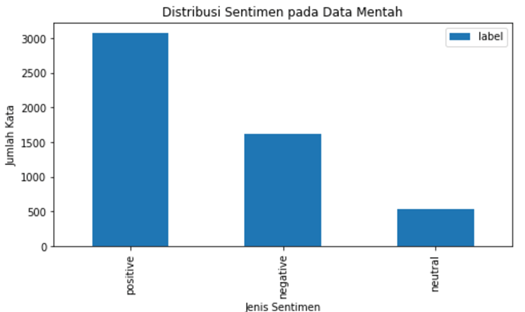 Distribusi Sentimen pada Data Mentah
label
Jumlah Kata
3000
2500
2000
1500
1000
500
0
positive
negative
neutral
Jenis Sentimen